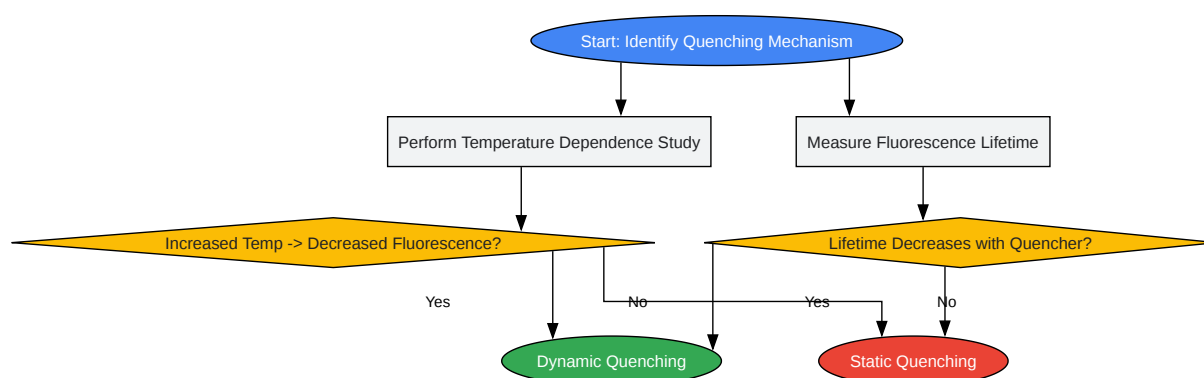 Start: Identify Quenching Mechanism
Perform Temperature Dependence Study
Measure Fluorescence Lifetime
Increased Temp -> Decreased Fluorescence?
Lifetime Decreases with Quencher?
Yes
No
Yes
No
Dynamic Quenching
Static Quenching